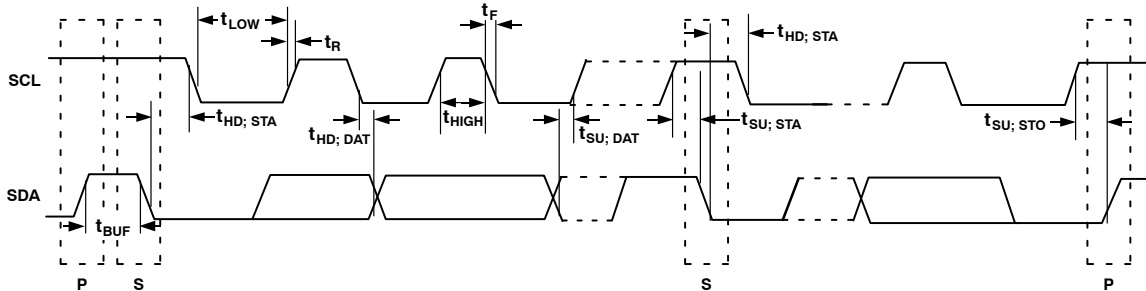 tLOW
tR
tF
tHD; STA
SCL
tHD; STA
tHD; DAT
tHIGH
tSU; DAT
tSU; STA
tSU; STO
SDA
tBUF
P
S
S
P